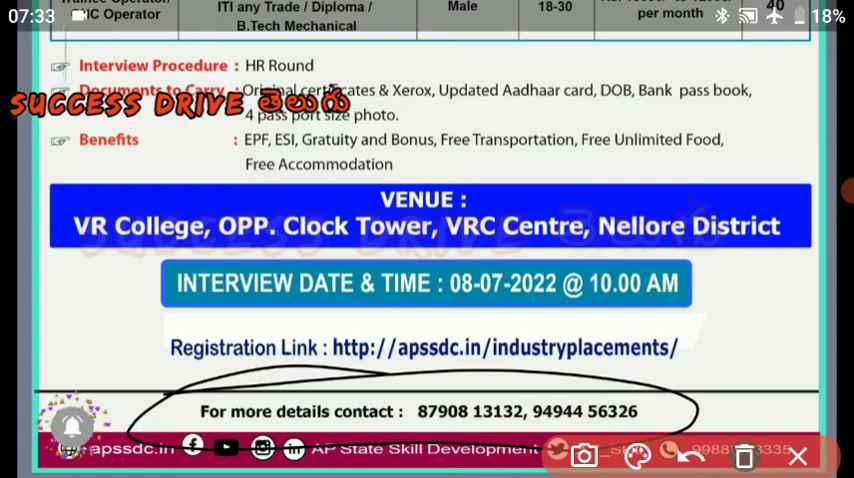 07:33
18%
CNC Operator
ITI any Trade / Diploma /
B.Tech Mechanical
Male
18-30
per month
40
Interview Procedure : HR Round
Documents to Carry : Original certificates & Xerox, Updated Aadhaar card, DOB, Bank pass book,
4 pass port size photo.
SUCCESS DRIVE తెలుగు
Benefits : EPF, ESI, Gratuity and Bonus, Free Transportation, Free Unlimited Food,
Free Accommodation
VENUE :
VR College, OPP. Clock Tower, VRC Centre, Nellore District
SUCCESS DRIVE తెలుగు
INTERVIEW DATE & TIME : 08-07-2022 @ 10.00 AM
Registration Link : http://apssdc.in/industryplacements/
For more details contact : 87908 13132, 94944 56326
apssdc.in
AP State Skill Development